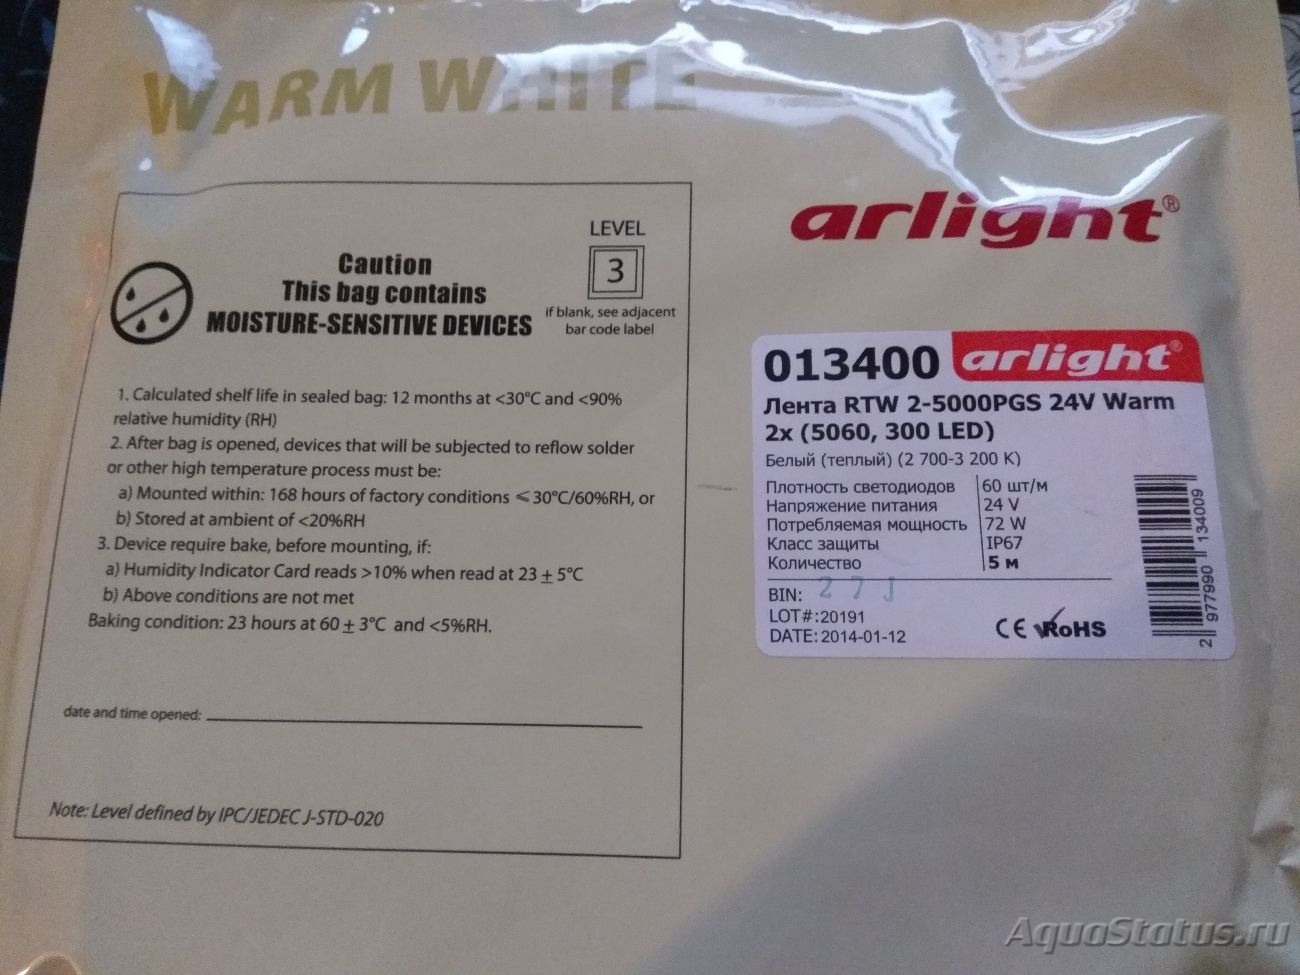 WARM WHITE
LEVEL
3
if blank, see adjacent
bar code label
Caution
This bag contains
MOISTURE-SENSITIVE DEVICES
1. Calculated shelf life in sealed bag: 12 months at <30°C and <90%
relative humidity (RH)
2. After bag is opened, devices that will be subjected to reflow solder
or other high temperature process must be:
a) Mounted within: 168 hours of factory conditions ⩽ 30°C/60%RH, or
b) Stored at ambient of <20%RH
3. Device require bake, before mounting, if:
a) Humidity Indicator Card reads >10% when read at 23 ± 5°C
b) Above conditions are not met
Baking condition: 23 hours at 60 ± 3°C and <5%RH.
date and time opened:
Note: Level defined by IPC/JEDEC J-STD-020
arlight®
013400 arlight®
Лента RTW 2-5000PGS 24V Warm
2x (5060, 300 LED)
Белый (теплый) (2 700-3 200 K)
Плотность светодиодов 60 шт/м
Напряжение питания 24 V
Потребляемая мощность 72 W
Класс защиты IP67
Количество 5 м
BIN: 27J
LOT#:20191
DATE: 2014-01-12
CE RoHS
2 977990 134009
AquaStatus.ru